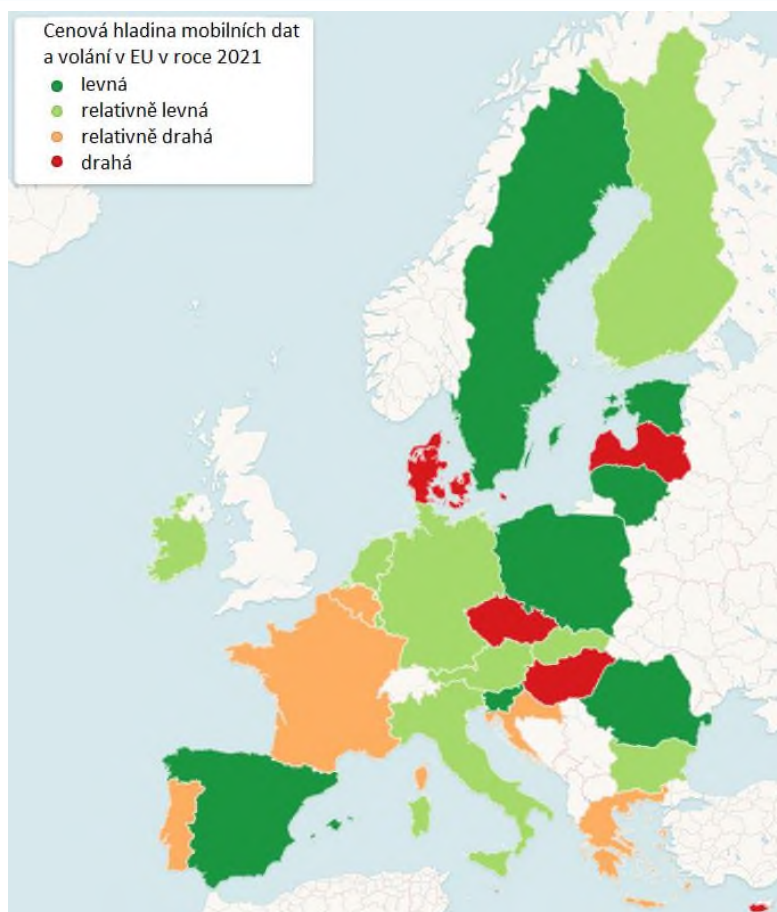 Cenová hladina mobilních dat
a volání v EU v roce 2021
levná
relativně levná
relativně drahá
drahá